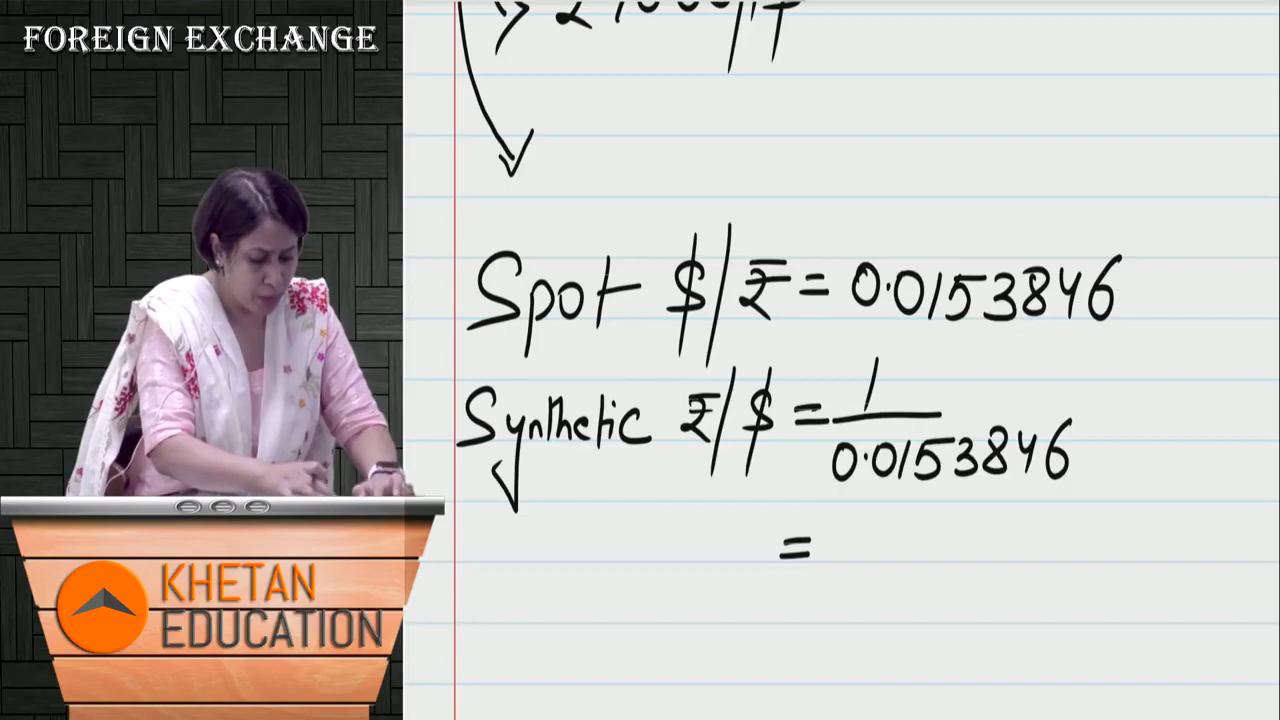 FOREIGN EXCHANGE
Spot $/₹ = 0.0153846
Synthetic ₹/$ = 1
0.0153846
=
KHETAN
EDUCATION